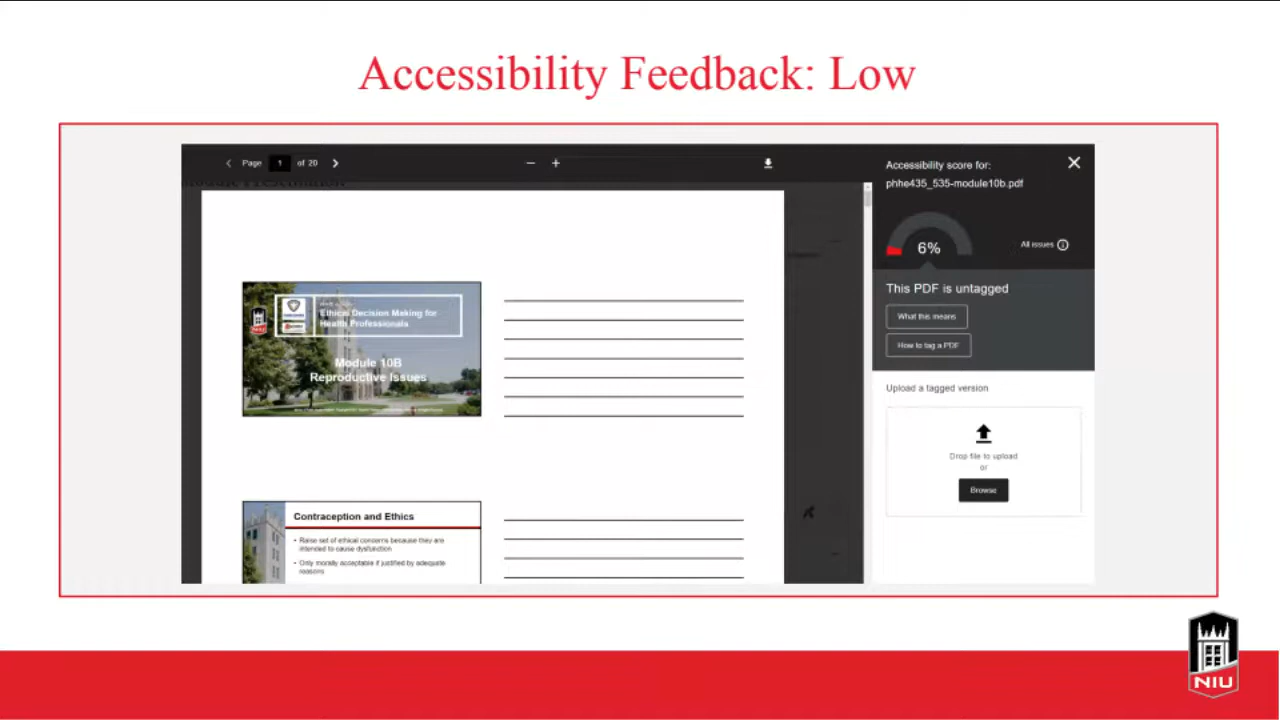 Accessibility Feedback: Low
Page 1 of 20
Accessibility score for:
phhe435_535-module10b.pdf
6%
All issues
This PDF is untagged
What this means
How to tag a PDF
Upload a tagged version
Drop file to upload
or
Browse
Module Presentation
NIU
Ethical Decision Making for
Health Professionals
Module 10B
Reproductive Issues
Contraception and Ethics
• Raise set of ethical concerns because they are
intended to cause dysfunction
• Only morally acceptable if justified by adequate
reasons
NIU